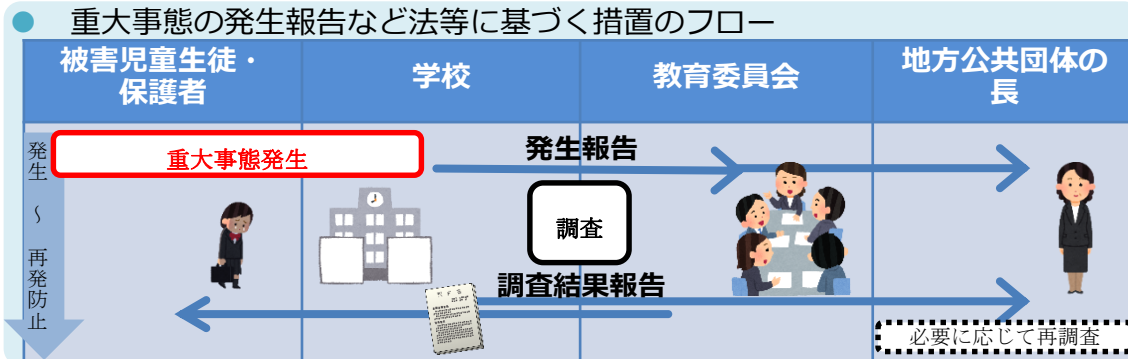 ● 重大事態の発生報告など法等に基づく措置のフロー
被害児童生徒・
保護者
学校
教育委員会
地方公共団体の
長
発生
～
再発防止
重大事態発生
発生報告
調査
調査結果報告
必要に応じて再調査